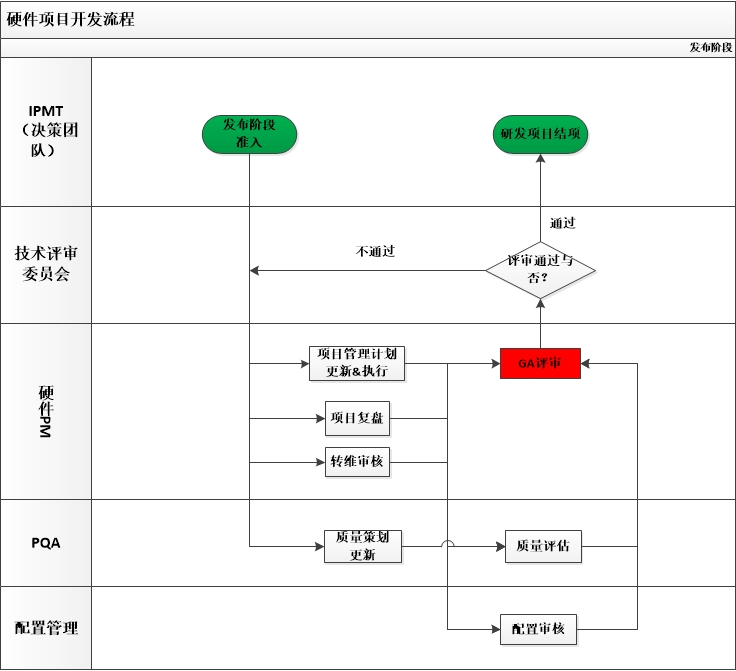 硬件项目开发流程
发布阶段
IPMT
（决策团
队）
发布阶段
准入
研发项目结项
技术评审
委员会
不通过
通过
评审通过与
否？
硬件PM
项目管理计划
更新&执行
GA评审
项目复盘
转维审核
PQA
质量策划
更新
质量评估
配置管理
配置审核